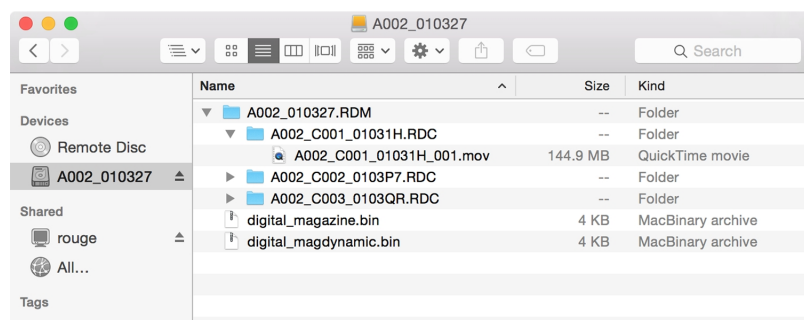 A002_010327
Search
Favorites
Devices
Remote Disc
A002_010327
Shared
rouge
All...
Tags
Name Size Kind
A002_010327.RDM -- Folder
A002_C001_01031H.RDC -- Folder
A002_C001_01031H_001.mov 144.9 MB QuickTime movie
A002_C002_0103P7.RDC -- Folder
A002_C003_0103QR.RDC -- Folder
digital_magazine.bin 4 KB MacBinary archive
digital_magdynamic.bin 4 KB MacBinary archive